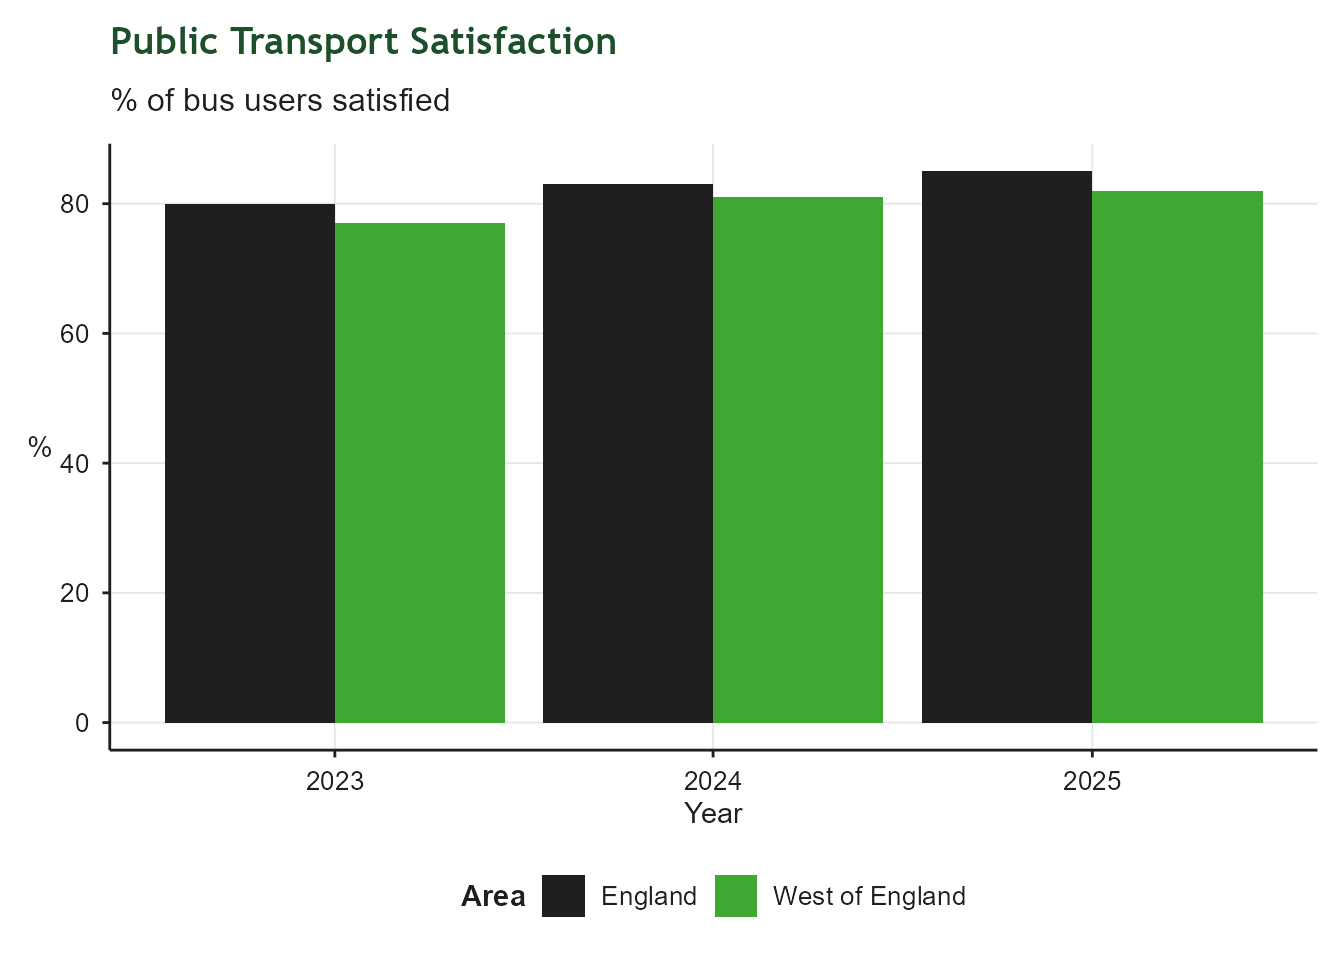 Public Transport Satisfaction
% of bus users satisfied
80
60
%
40
20
0
2023 2024 2025
Year
Area England West of England